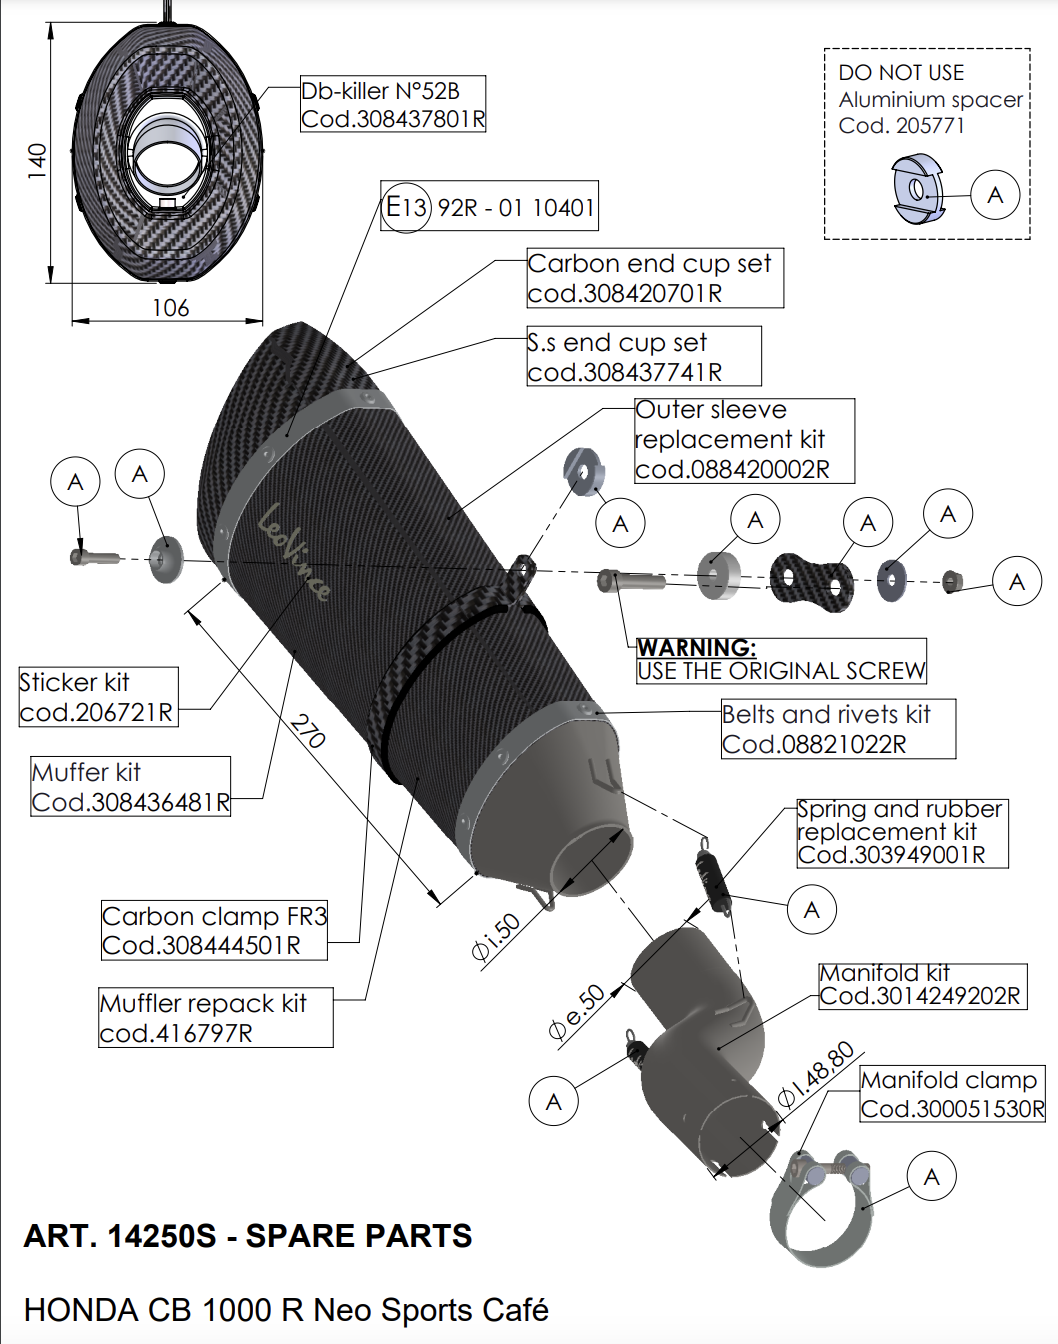 140
106
Db-killer N°52B
Cod.308437801R
DO NOT USE
Aluminium spacer
Cod. 205771
A
E13 92R - 01 10401
Carbon end cup set
cod.308420701R
S.s end cup set
cod.308437741R
Outer sleeve
replacement kit
cod.088420002R
A
A
A
A
A
A
A
LeoVince
WARNING:
USE THE ORIGINAL SCREW
Sticker kit
cod.206721R
270
Belts and rivets kit
Cod.08821022R
Muffer kit
Cod.308436481R
Spring and rubber
replacement kit
Cod.303949001R
A
Carbon clamp FR3
Cod.308444501R
Φi.50
Muffler repack kit
cod.416797R
Φe.50
Manifold kit
Cod.3014249202R
A
ΦI.48,80
Manifold clamp
Cod.300051530R
A
ART. 14250S - SPARE PARTS
HONDA CB 1000 R Neo Sports Café